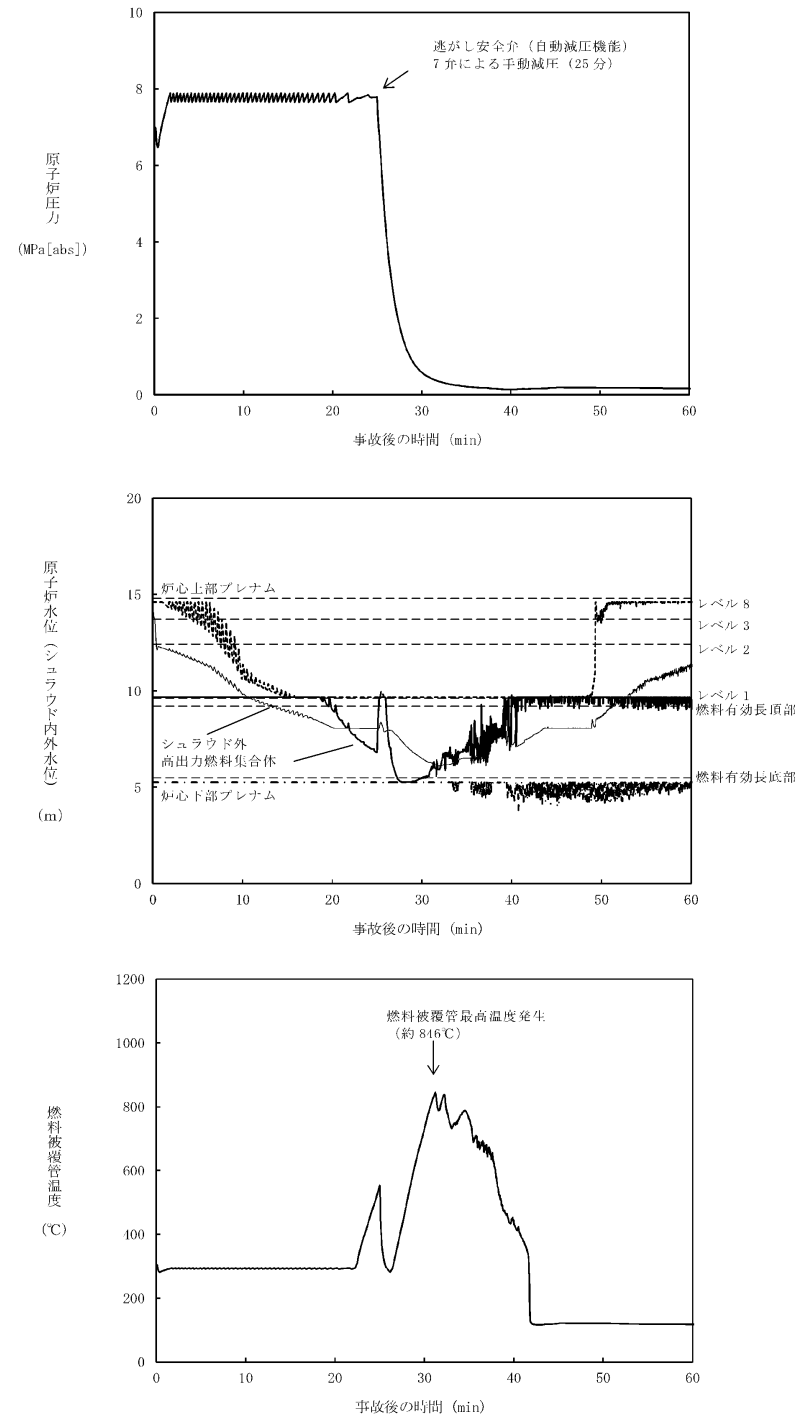 10
8
6
4
2
0
原子炉圧力
(MPa[abs])
逃がし安全弁（自動減圧機能）
7弁による手動減圧（25分）
0 10 20 30 40 50 60
事故後の時間 (min)
20
15
10
5
0
原子炉水位（シュラウド内外水位）
(m)
炉心上部プレナム
シュラウド外
高出力燃料集合体
炉心下部プレナム
レベル8
レベル3
レベル2
レベル1
燃料有効長頂部
燃料有効長底部
0 10 20 30 40 50 60
事故後の時間 (min)
1200
1000
800
600
400
200
0
燃料被覆管温度
(℃)
燃料被覆管最高温度発生
（約846℃）
0 10 20 30 40 50 60
事故後の時間 (min)